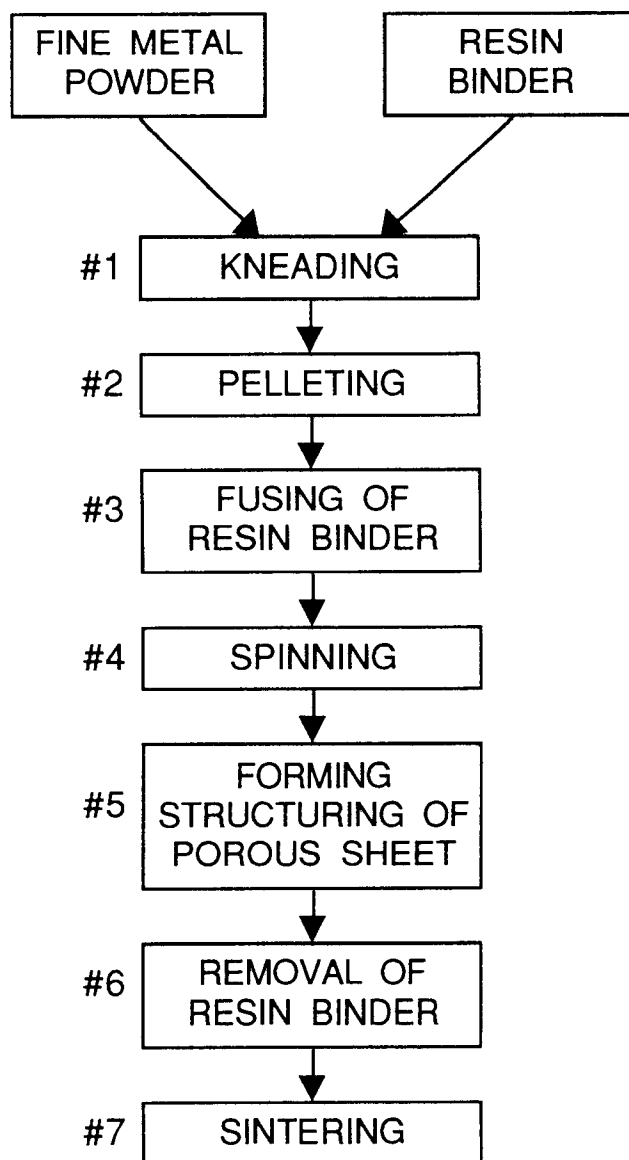 FINE METAL
POWDER
RESIN
BINDER
#1 KNEADING
#2 PELLETING
#3 FUSING OF
RESIN BINDER
#4 SPINNING
#5 FORMING
STRUCTURING OF
POROUS SHEET
#6 REMOVAL OF
RESIN BINDER
#7 SINTERING